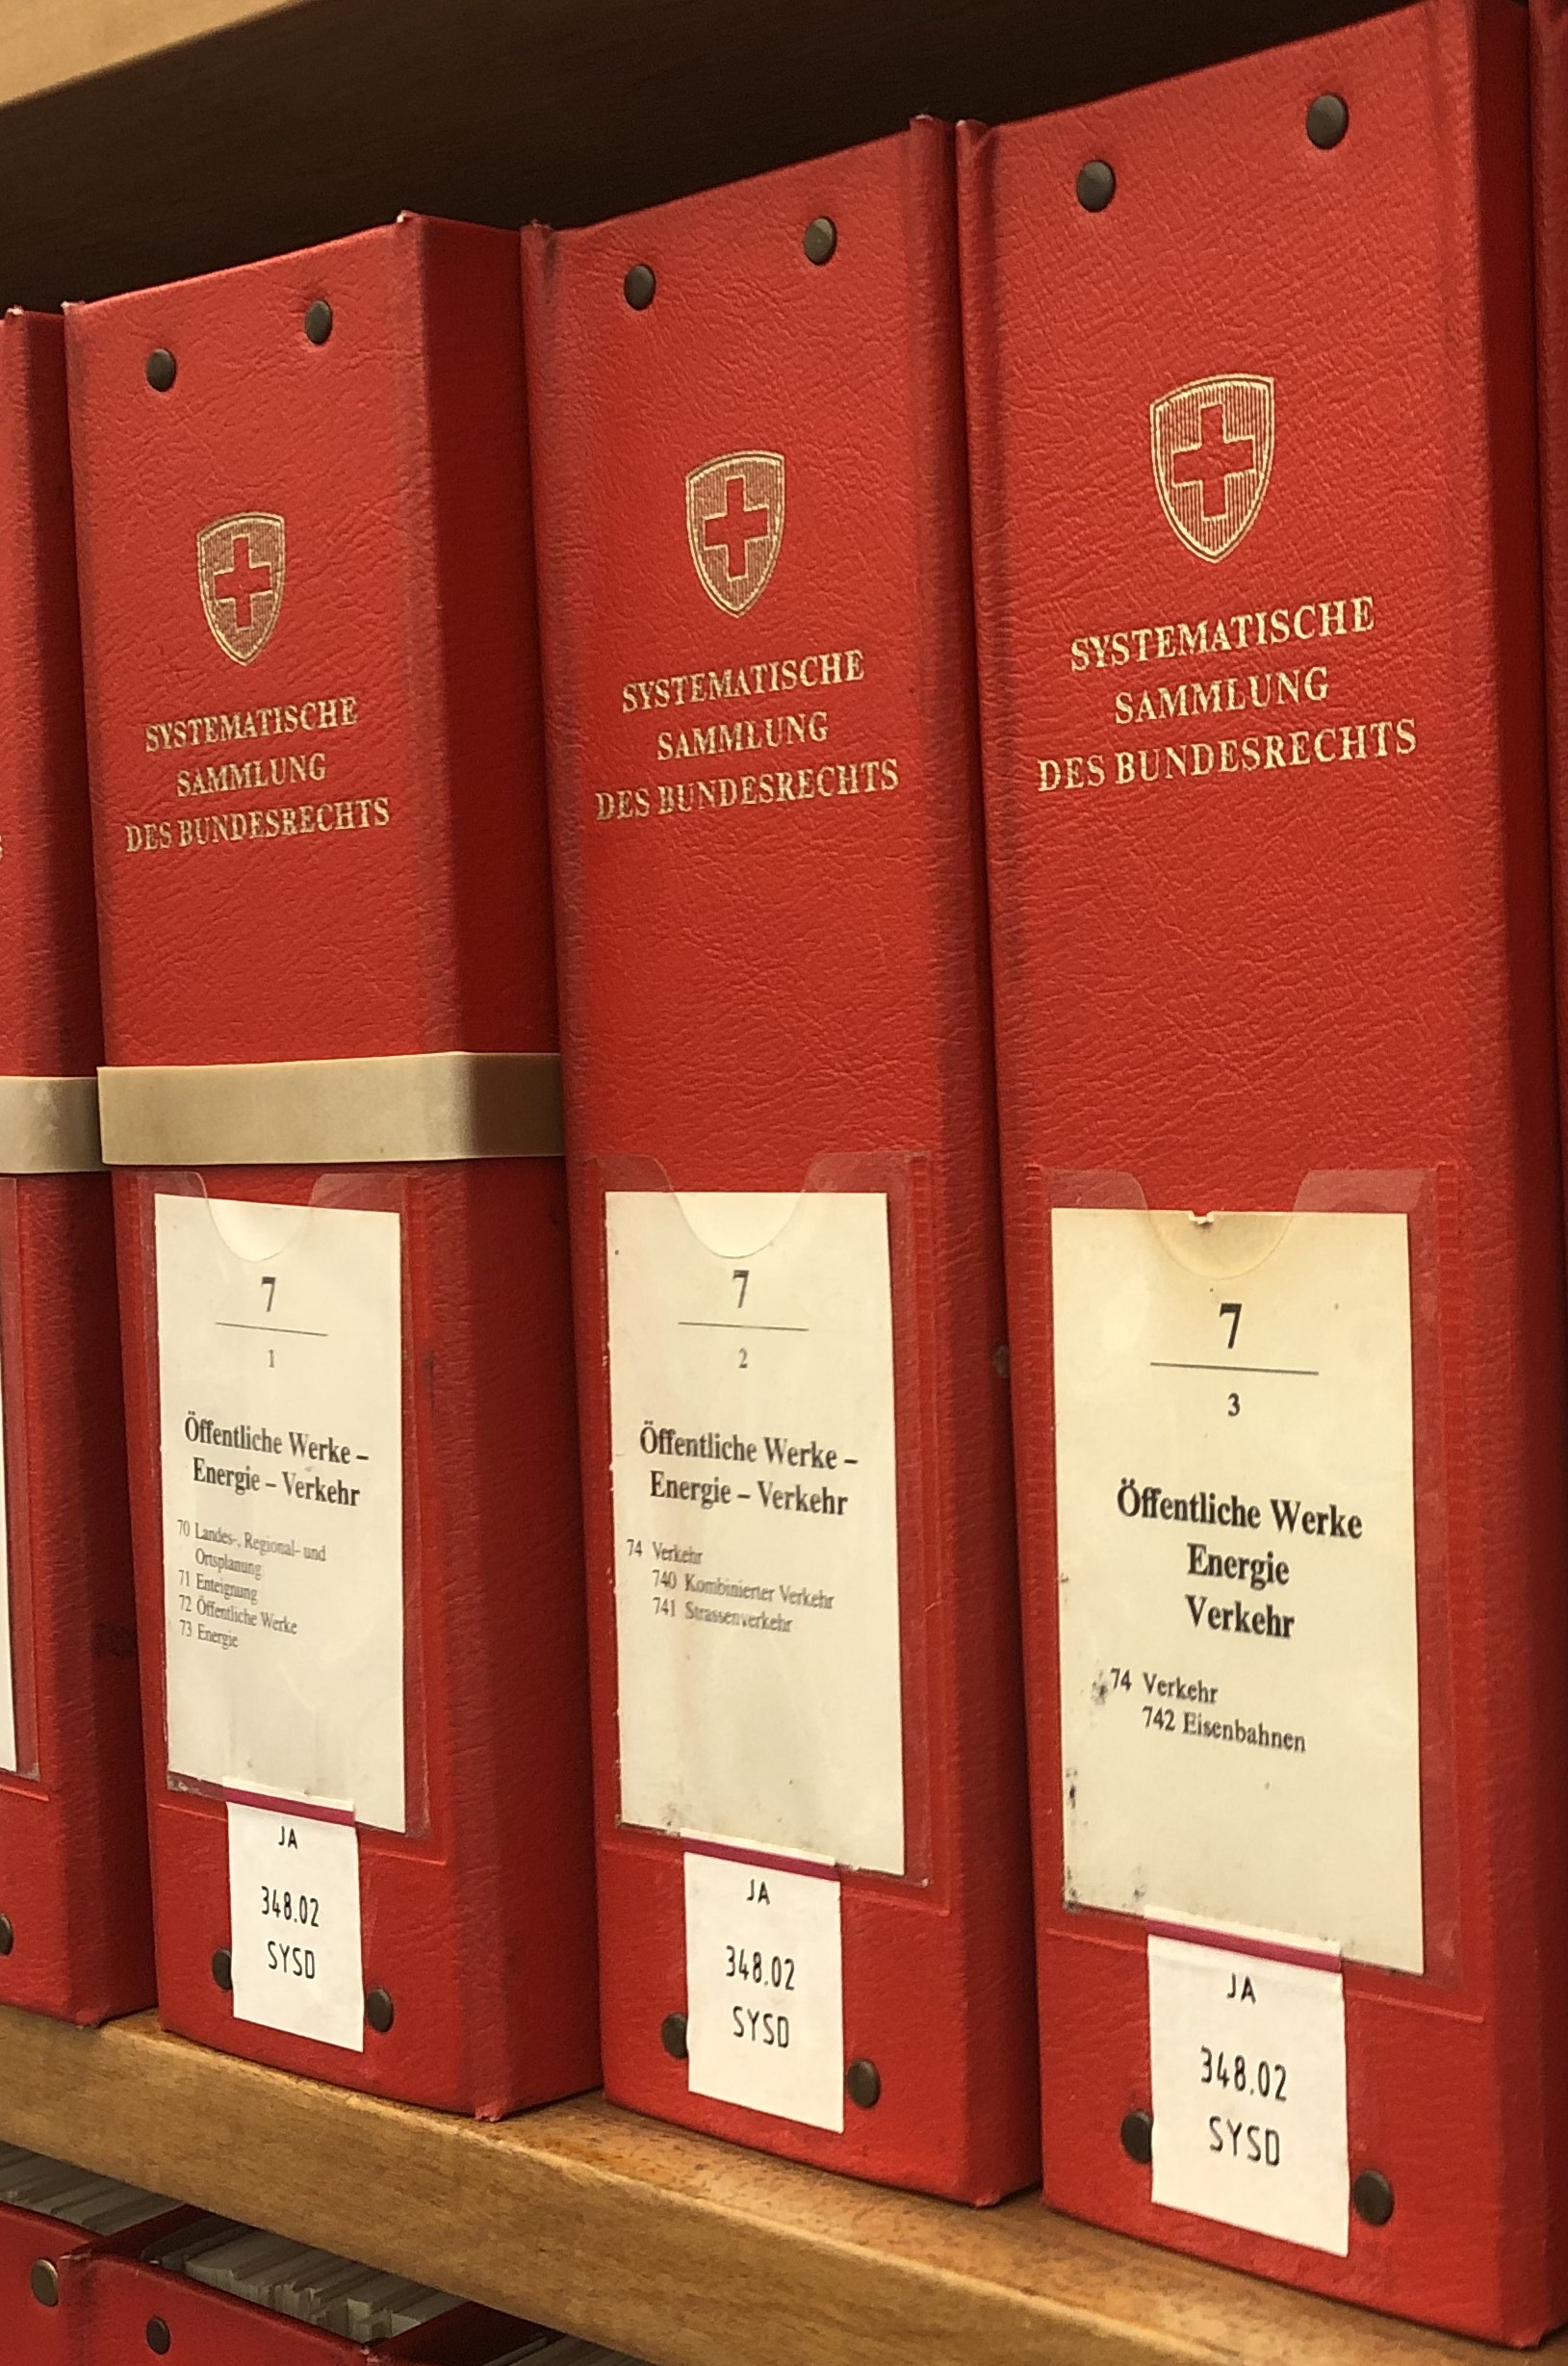 SYSTEMATISCHE
SAMMLUNG
DES BUNDESRECHTS
7
1
Öffentliche Werke –
Energie – Verkehr
70 Landes-, Regional- und
Ortsplanung
71 Enteignung
72 Öffentliche Werke
73 Energie
JA
348.02
SYSD
SYSTEMATISCHE
SAMMLUNG
DES BUNDESRECHTS
7
2
Öffentliche Werke –
Energie – Verkehr
74 Verkehr
740 Kombinierter Verkehr
741 Strassenverkehr
JA
348.02
SYSD
SYSTEMATISCHE
SAMMLUNG
DES BUNDESRECHTS
7
3
Öffentliche Werke
Energie
Verkehr
74 Verkehr
742 Eisenbahnen
JA
348.02
SYSD